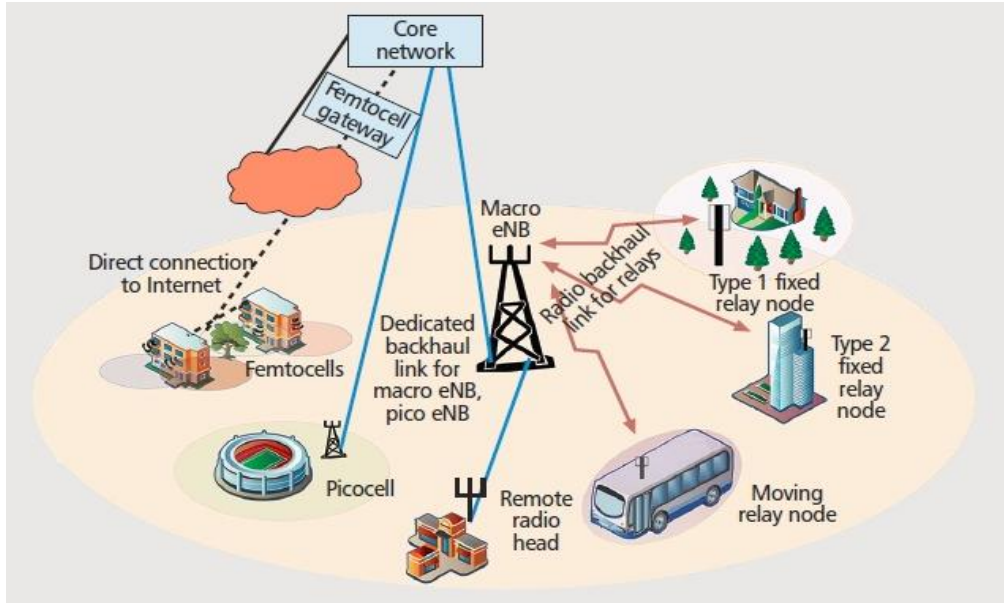 Core
network
Femtocell
gateway
Macro
eNB
Radio backhaul
link for relays
Type 1 fixed
relay node
Direct connection
to Internet
Dedicated
backhaul
link for
macro eNB,
pico eNB
Type 2
fixed
relay
node
Femtocells
Picocell
Remote
radio
head
Moving
relay node